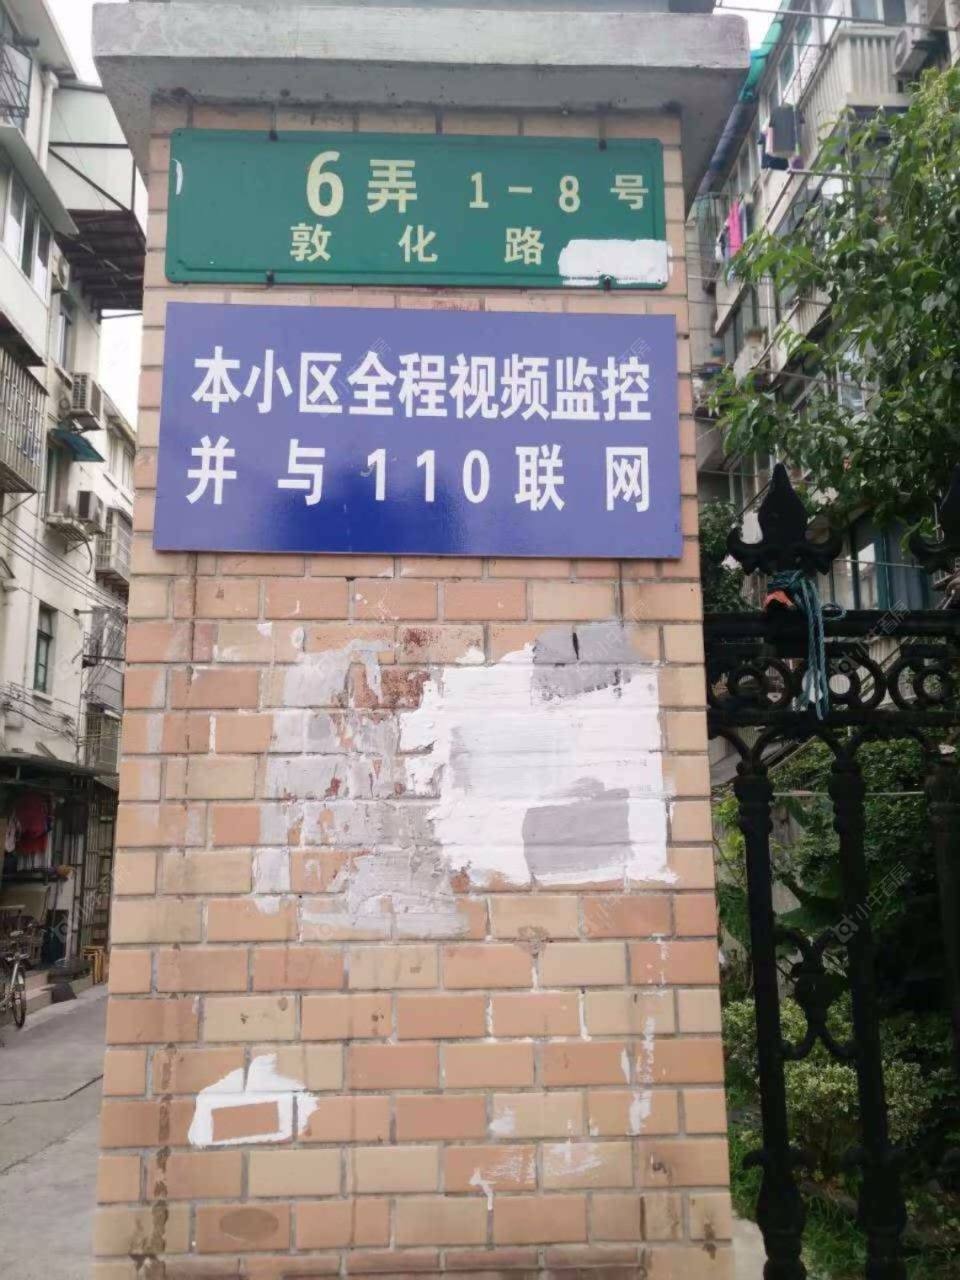 6弄 1-8号
敦化路
本小区全程视频监控
并与110联网